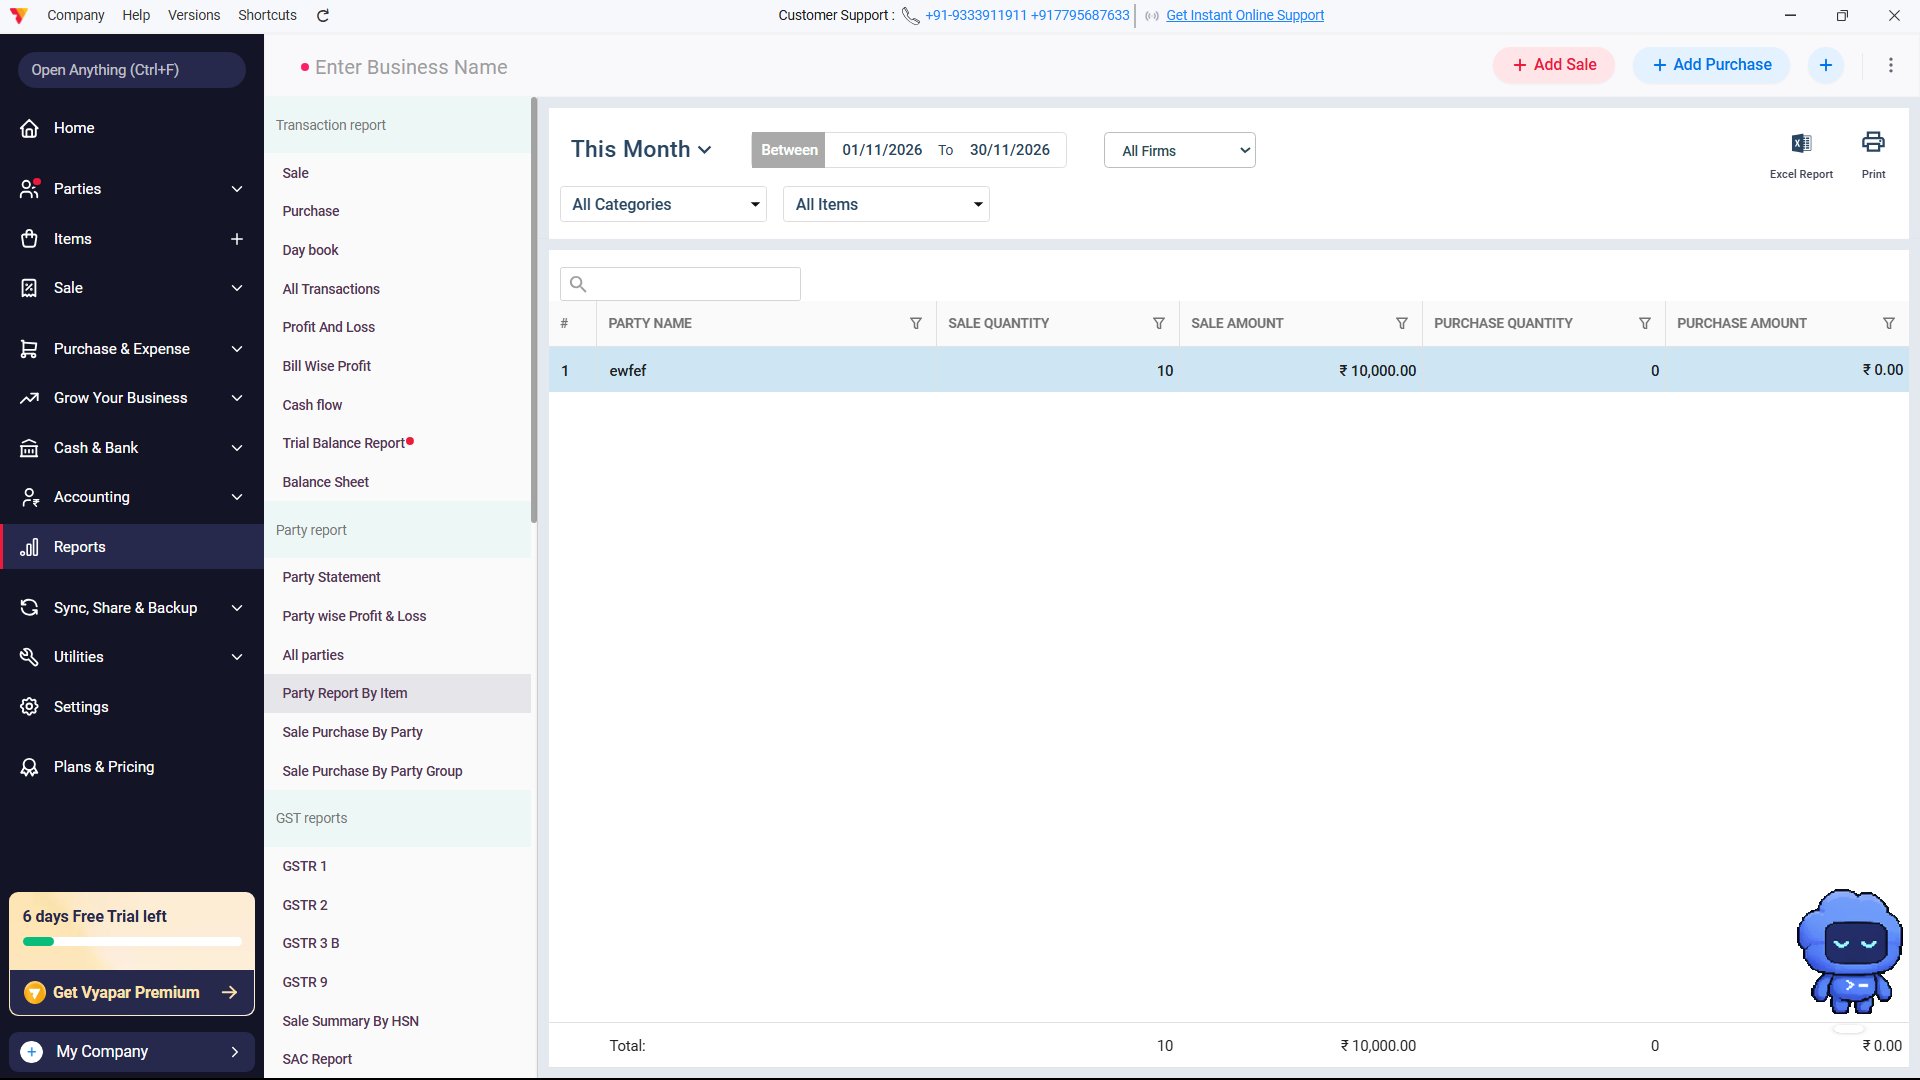 Company Help Versions Shortcuts
Customer Support : +91-9333911911 +917795687633 Get Instant Online Support
Open Anything (Ctrl+F)
Enter Business Name
+ Add Sale
+ Add Purchase
Home
Parties
Items
Sale
Purchase & Expense
Grow Your Business
Cash & Bank
Accounting
Reports
Sync, Share & Backup
Utilities
Settings
Plans & Pricing
6 days Free Trial left
Get Vyapar Premium
My Company
Transaction report
Sale
Purchase
Day book
All Transactions
Profit And Loss
Bill Wise Profit
Cash flow
Trial Balance Report
Balance Sheet
Party report
Party Statement
Party wise Profit & Loss
All parties
Party Report By Item
Sale Purchase By Party
Sale Purchase By Party Group
GST reports
GSTR 1
GSTR 2
GSTR 3 B
GSTR 9
Sale Summary By HSN
SAC Report
This Month Between 01/11/2026 To 30/11/2026 All Firms
Excel Report Print
All Categories All Items
# PARTY NAME SALE QUANTITY SALE AMOUNT PURCHASE QUANTITY PURCHASE AMOUNT
1 ewfef 10 ₹ 10,000.00 0 ₹ 0.00
Total: 10 ₹ 10,000.00 0 ₹ 0.00